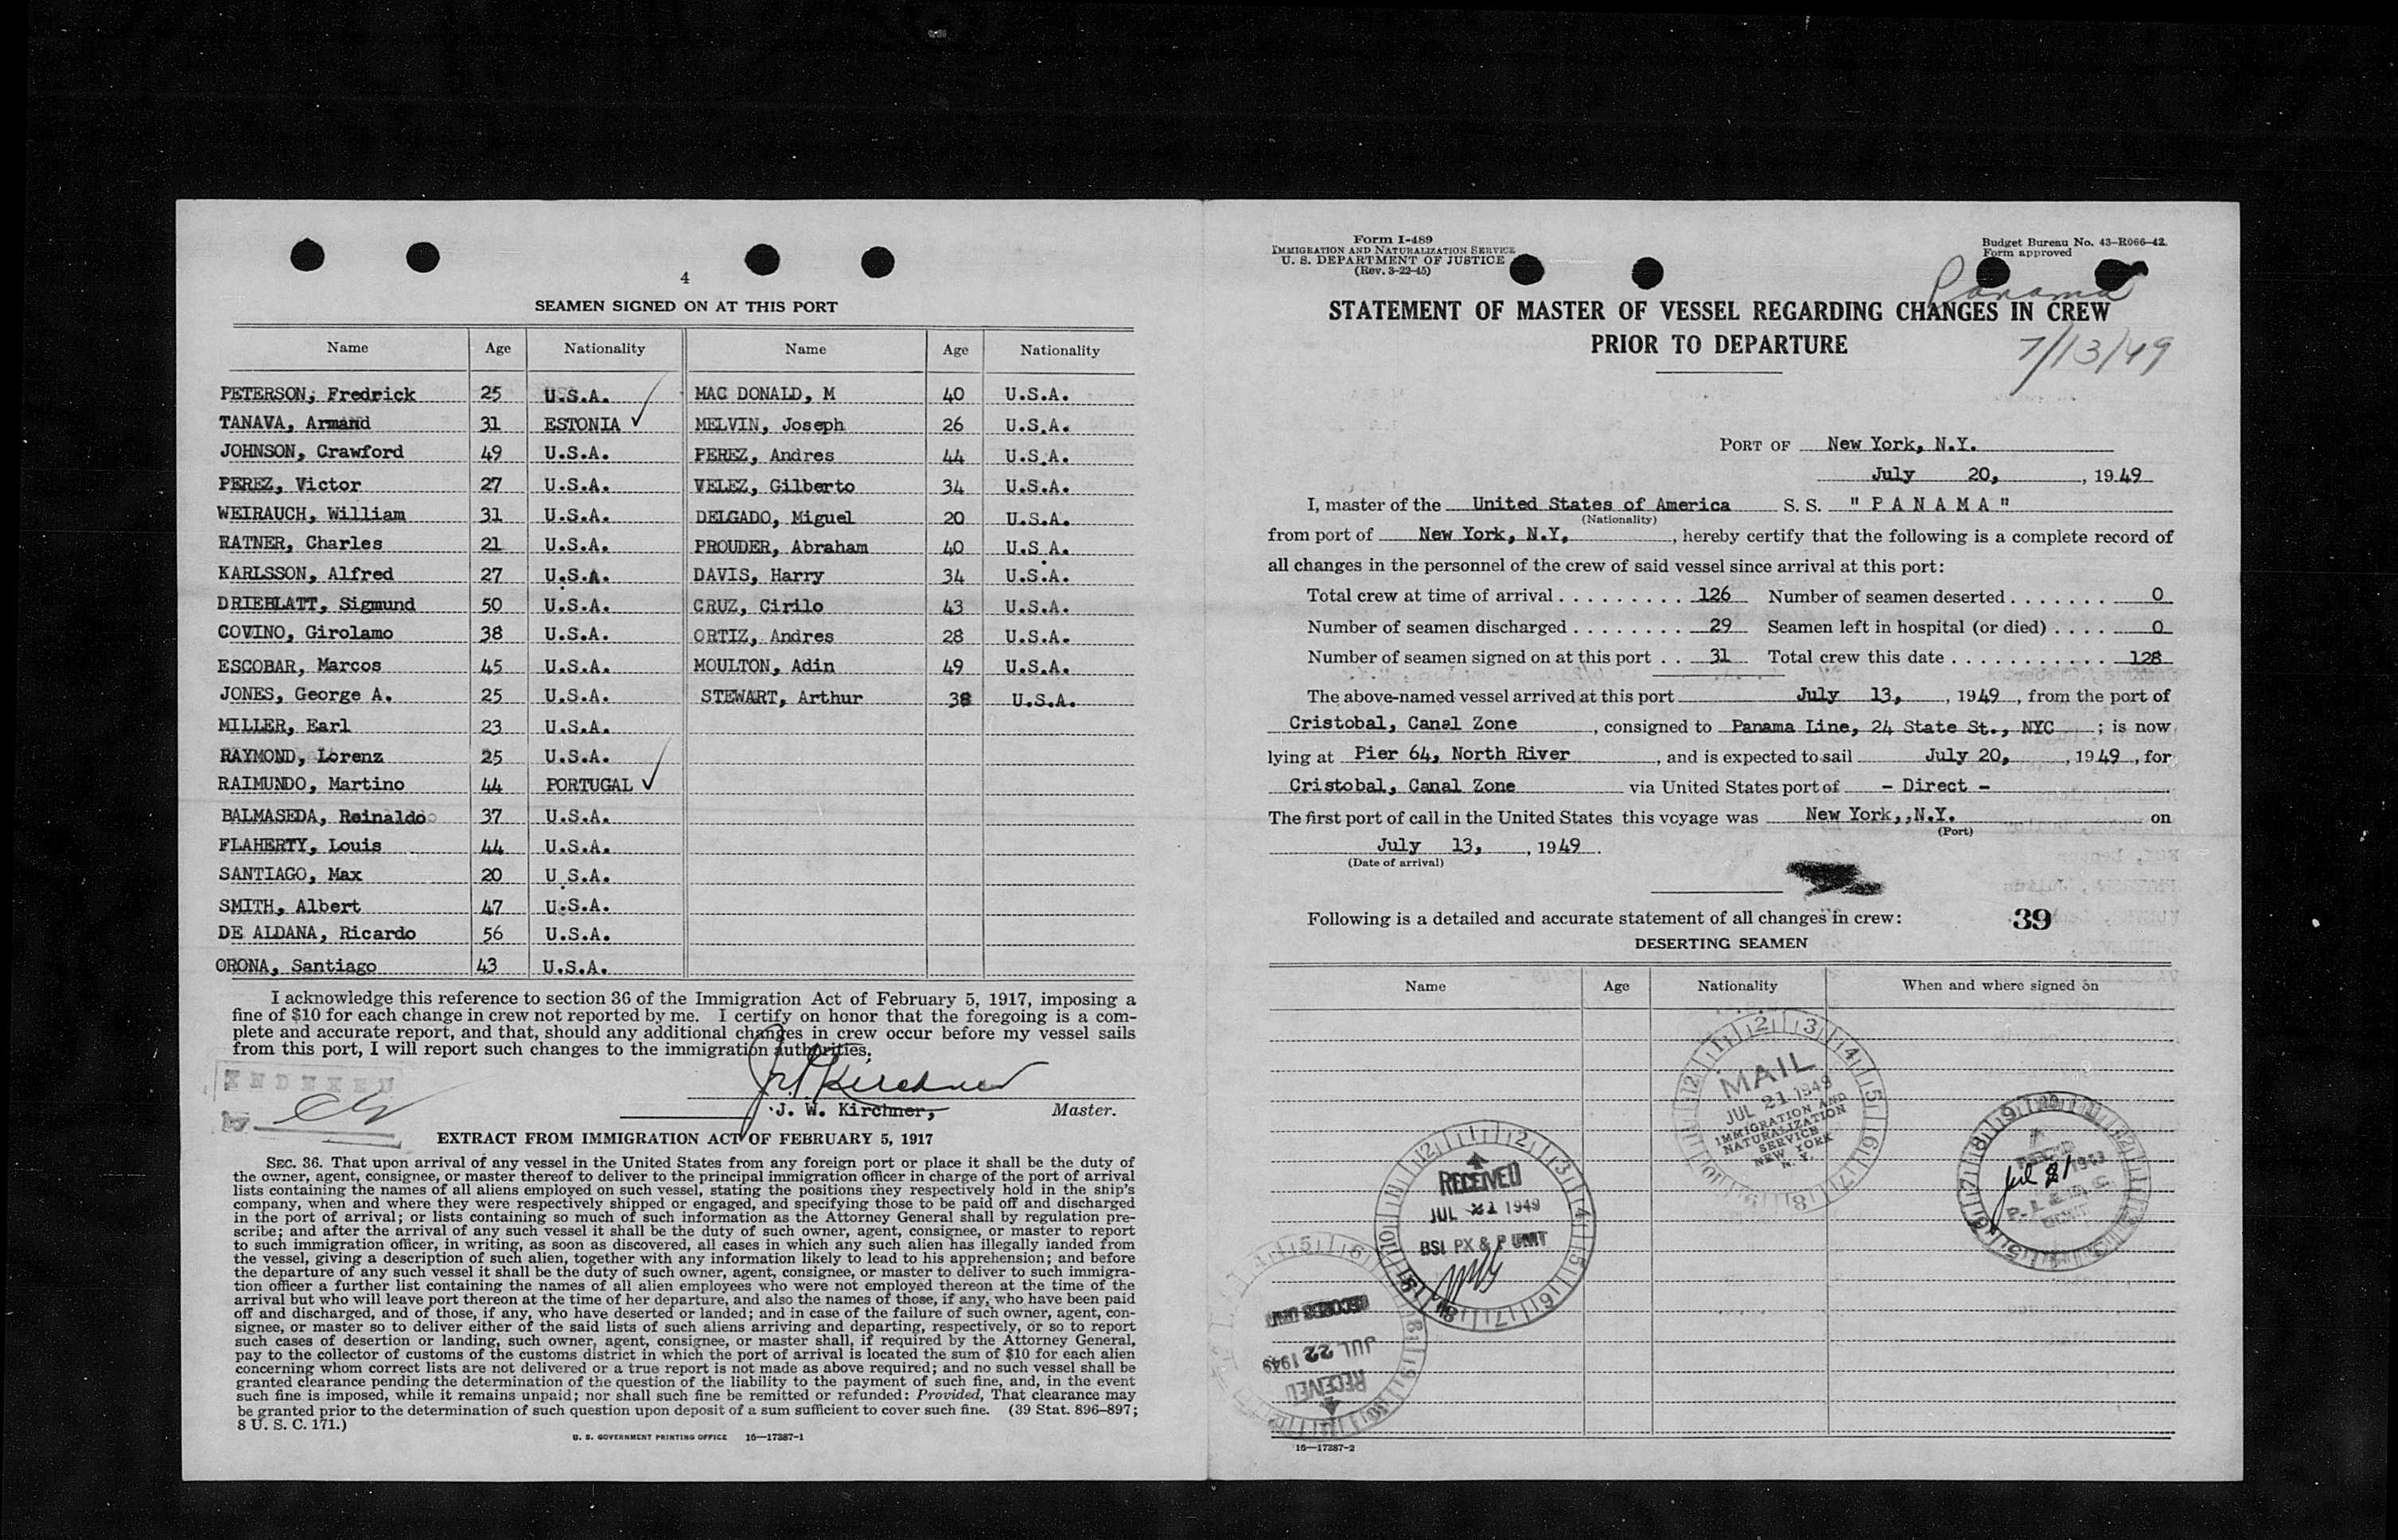 4
SEAMEN SIGNED ON AT THIS PORT
Name Age Nationality Name Age Nationality
PETERSON, Fredrick 25 U.S.A. MAC DONALD, M 40 U.S.A.
TANAVA, Armand 31 ESTONIA ✓ MELVIN, Joseph 26 U.S.A.
JOHNSON, Crawford 49 U.S.A. PEREZ, Andres 44 U.S.A.
PEREZ, Victor 27 U.S.A. VELEZ, Gilberto 34 U.S.A.
WEIRAUCH, William 31 U.S.A. DELGADO, Miguel 20 U.S.A.
RATNER, Charles 21 U.S.A. PROUDER, Abraham 40 U.S.A.
KARLSSON, Alfred 27 U.S.A. DAVIS, Harry 34 U.S.A.
DRIEBLATT, Sigmund 50 U.S.A. CRUZ, Cirilo 43 U.S.A.
COVINO, Girolamo 38 U.S.A. ORTIZ, Andres 28 U.S.A.
ESCOBAR, Marcos 45 U.S.A. MOULTON, Adin 49 U.S.A.
JONES, George A. 25 U.S.A. STEWART, Arthur 38 U.S.A.
MILLER, Earl 23 U.S.A.
RAYMOND, Lorenz 25 U.S.A.
RAIMUNDO, Martino 44 PORTUGAL ✓
BALMASEDA, Reinaldo 37 U.S.A.
FLAHERTY, Louis 44 U.S.A.
SANTIAGO, Max 20 U.S.A.
SMITH, Albert 47 U.S.A.
DE ALDANA, Ricardo 56 U.S.A.
ORONA, Santiago 43 U.S.A.
I acknowledge this reference to section 36 of the Immigration Act of February 5, 1917, imposing a
fine of $10 for each change in crew not reported by me. I certify on honor that the foregoing is a com-
plete and accurate report, and that, should any additional changes in crew occur before my vessel sails
from this port, I will report such changes to the immigration authorities.
INDEXED
J W Kirchner
J. W. Kirchner, Master.
EXTRACT FROM IMMIGRATION ACT OF FEBRUARY 5, 1917
SEC. 36. That upon arrival of any vessel in the United States from any foreign port or place it shall be the duty of
the owner, agent, consignee, or master thereof to deliver to the principal immigration officer in charge of the port of arrival
lists containing the names of all aliens employed on such vessel, stating the positions they respectively hold in the ship's
company, when and where they were respectively shipped or engaged, and specifying those to be paid off and discharged
in the port of arrival; or lists containing so much of such information as the Attorney General shall by regulation pre-
scribe; and after the arrival of any such vessel it shall be the duty of such owner, agent, consignee, or master to report
to such immigration officer, in writing, as soon as discovered, all cases in which any such alien has illegally landed from
the vessel, giving a description of such alien, together with any information likely to lead to his apprehension; and before
the departure of any such vessel it shall be the duty of such owner, agent, consignee, or master to deliver to such immigra-
tion officer a further list containing the names of all alien employees who were not employed thereon at the time of the
arrival but who will leave port thereon at the time of her departure, and also the names of those, if any, who have been paid
off and discharged, and of those, if any, who have deserted or landed; and in case of the failure of such owner, agent, con-
signee, or master so to deliver either of the said lists of such aliens arriving and departing, respectively, or so to report
such cases of desertion or landing, such owner, agent, consignee, or master shall, if required by the Attorney General,
pay to the collector of customs of the customs district in which the port of arrival is located the sum of $10 for each alien
concerning whom correct lists are not delivered or a true report is not made as above required; and no such vessel shall be
granted clearance pending the determination of the question of the liability to the payment of such fine, and, in the event
such fine is imposed, while it remains unpaid; nor shall such fine be remitted or refunded: Provided, That clearance may
be granted prior to the determination of such question upon deposit of a sum sufficient to cover such fine. (39 Stat. 896–897;
8 U. S. C. 171.)
U. S. GOVERNMENT PRINTING OFFICE 16—17387-1
Form I-489
IMMIGRATION AND NATURALIZATION SERVICE
U. S. DEPARTMENT OF JUSTICE
(Rev. 3-22-45)
Budget Bureau No. 43–R066–42.
Form approved
Panama
STATEMENT OF MASTER OF VESSEL REGARDING CHANGES IN CREW
PRIOR TO DEPARTURE
7/13/49
PORT OF New York, N.Y.
July 20, , 1949
I, master of the United States of America S. S. " P A N A M A "
(Nationality)
from port of New York, N.Y, , hereby certify that the following is a complete record of
all changes in the personnel of the crew of said vessel since arrival at this port:
Total crew at time of arrival . . . . . . . . . 126 Number of seamen deserted . . . . . . . 0
Number of seamen discharged . . . . . . . . 29 Seamen left in hospital (or died) . . . . 0
Number of seamen signed on at this port . . 31 Total crew this date . . . . . . . . . . . 128
The above-named vessel arrived at this port July 13, , 1949, from the port of
Cristobal, Canal Zone , consigned to Panama Line, 24 State St., NYC ; is now
lying at Pier 64, North River , and is expected to sail July 20, , 1949, for
Cristobal, Canal Zone via United States port of - Direct -
The first port of call in the United States this voyage was New York,,N.Y. on
(Port)
July 13, , 1949.
(Date of arrival)
Following is a detailed and accurate statement of all changes in crew: 39
DESERTING SEAMEN
Name Age Nationality When and where signed on
MAIL
JUL 21 1949
IMMIGRATION AND
NATURALIZATION
SERVICE
NEW YORK
N. Y.
RECEIVED
JUL 21 1949
BSI PX & P UNIT
Jul 21
RECEIVED
JUL 22 1949
16—17387-2